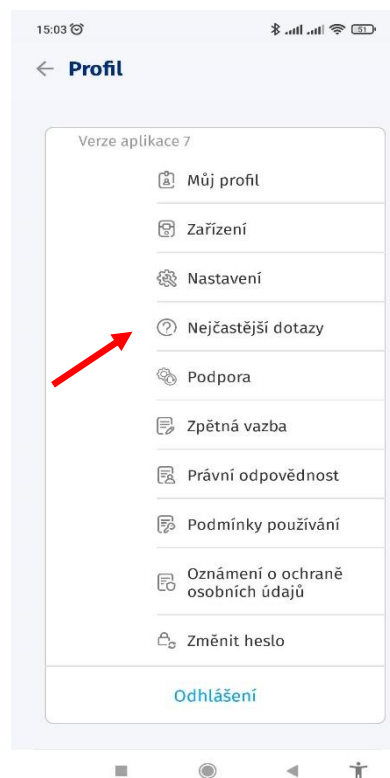 15:03
51
Profil
Verze aplikace 7
Můj profil
Zařízení
Nastavení
Nejčastější dotazy
Podpora
Zpětná vazba
Právní odpovědnost
Podmínky používání
Oznámení o ochraně
osobních údajů
Změnit heslo
Odhlášení